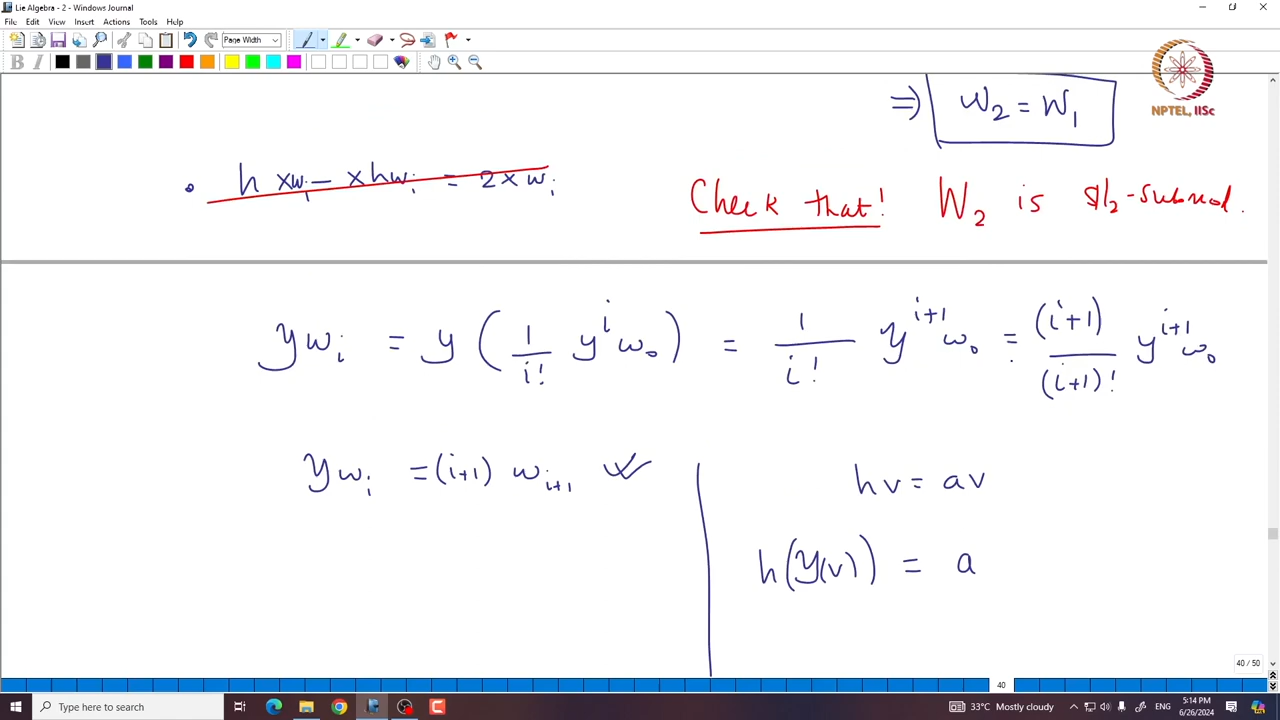 Lie Algebra - 2 - Windows Journal
File Edit View Insert Actions Tools Help
Page Width
B I
NPTEL, IISc
⇒) W₂ = W₁
• h xwᵢ − xhwᵢ = 2xwᵢ
Check that! W₂ is sl₂-submod.
ywᵢ = y (1/i! yⁱw₀) = 1/i! yⁱ⁺¹w₀ = (i+1)/(i+1)! yⁱ⁺¹w₀
ywᵢ = (i+1) wᵢ₊₁
hv = av
h(y(v)) = a
40 / 50
40
Type here to search
33°C Mostly cloudy
ENG
5:14 PM
6/26/2024